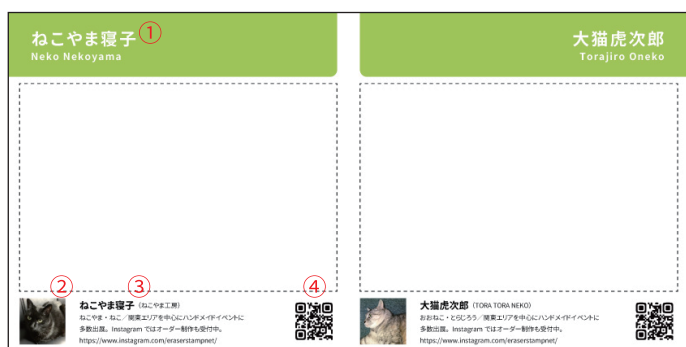 ねこやま寝子①
Neko Nekoyama
大猫虎次郎
Torajiro Oneko
② ③ ④
ねこやま寝子（ねこやま工房）
ねこやま・ねこ／関東エリアを中心にハンドメイドイベントに
多数出展。Instagram ではオーダー制作も受付中。
https://www.instagram.com/eraserstampnet/
大猫虎次郎（TORA TORA NEKO）
おおねこ・とらじろう／関東エリアを中心にハンドメイドイベントに
多数出展。Instagram ではオーダー制作も受付中。
https://www.instagram.com/eraserstampnet/